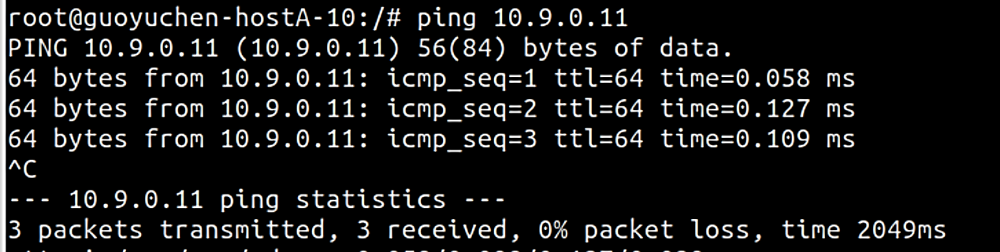 root@guoyuchen-hostA-10:/# ping 10.9.0.11
PING 10.9.0.11 (10.9.0.11) 56(84) bytes of data.
64 bytes from 10.9.0.11: icmp_seq=1 ttl=64 time=0.058 ms
64 bytes from 10.9.0.11: icmp_seq=2 ttl=64 time=0.127 ms
64 bytes from 10.9.0.11: icmp_seq=3 ttl=64 time=0.109 ms
^C
--- 10.9.0.11 ping statistics ---
3 packets transmitted, 3 received, 0% packet loss, time 2049ms